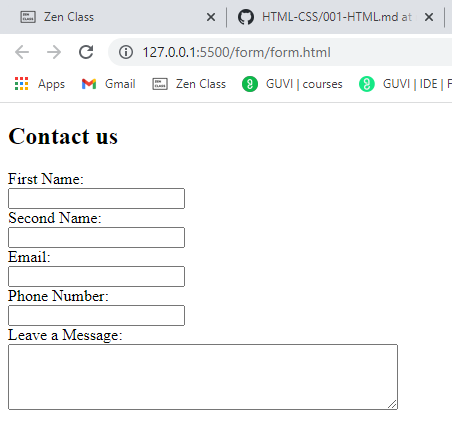 Zen Class HTML-CSS/001-HTML.md at
127.0.0.1:5500/form/form.html
Apps Gmail Zen Class GUVI | courses GUVI | IDE |
Contact us
First Name:
Second Name:
Email:
Phone Number:
Leave a Message: